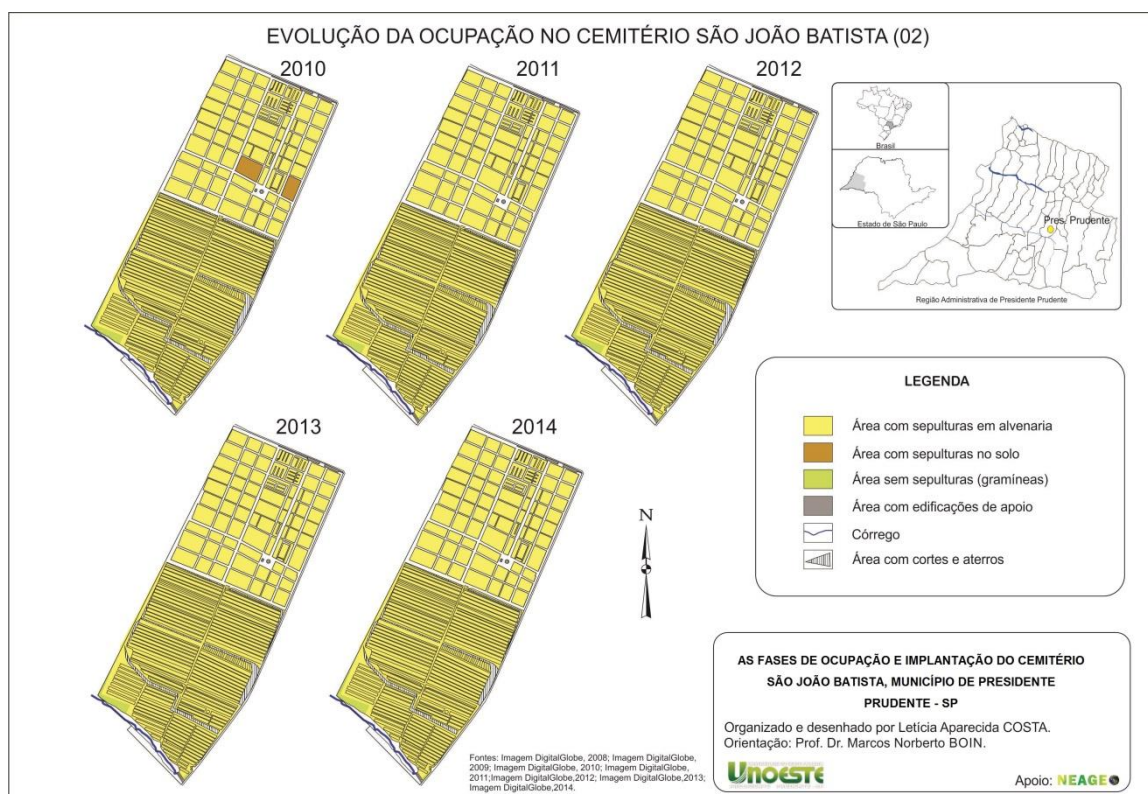 EVOLUÇÃO DA OCUPAÇÃO NO CEMITÉRIO SÃO JOÃO BATISTA (02)
2010
2011
2012
Brasil
Estado de São Paulo
Pres. Prudente
Região Administrativa de Presidente Prudente
2013
2014
N
LEGENDA
Área com sepulturas em alvenaria
Área com sepulturas no solo
Área sem sepulturas (gramíneas)
Área com edificações de apoio
Córrego
Área com cortes e aterros
AS FASES DE OCUPAÇÃO E IMPLANTAÇÃO DO CEMITÉRIO
SÃO JOÃO BATISTA, MUNICÍPIO DE PRESIDENTE
PRUDENTE - SP
Organizado e desenhado por Letícia Aparecida COSTA.
Orientação: Prof. Dr. Marcos Norberto BOIN.
UNOESTE
Apoio: NEAGEO
Fontes: Imagem DigitalGlobe, 2008; Imagem DigitalGlobe,
2009; Imagem DigitalGlobe, 2010; Imagem DigitalGlobe,
2011;Imagem DigitalGlobe,2012; Imagem DigitalGlobe,2013;
Imagem DigitalGlobe,2014.